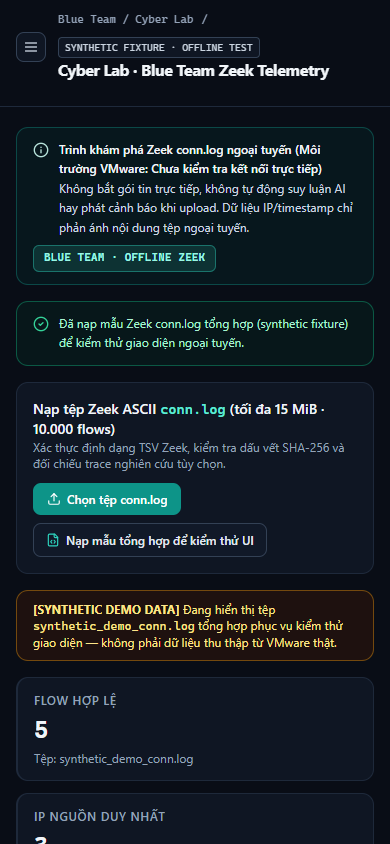 Blue Team / Cyber Lab /
SYNTHETIC FIXTURE · OFFLINE TEST
Cyber Lab · Blue Team Zeek Telemetry
Trình khám phá Zeek conn.log ngoại tuyến (Môi
trường VMware: Chưa kiểm tra kết nối trực tiếp)
Không bắt gói tin trực tiếp, không tự động suy luận AI
hay phát cảnh báo khi upload. Dữ liệu IP/timestamp chỉ
phản ánh nội dung tệp ngoại tuyến.
BLUE TEAM · OFFLINE ZEEK
Đã nạp mẫu Zeek conn.log tổng hợp (synthetic fixture)
để kiểm thử giao diện ngoại tuyến.
Nạp tệp Zeek ASCII conn.log (tối đa 15 MiB ·
10.000 flows)
Xác thực định dạng TSV Zeek, kiểm tra dấu vết SHA-256 và
đối chiếu trace nghiên cứu tùy chọn.
Chọn tệp conn.log
Nạp mẫu tổng hợp để kiểm thử UI
[SYNTHETIC DEMO DATA] Đang hiển thị tệp
synthetic_demo_conn.log tổng hợp phục vụ kiểm thử
giao diện — không phải dữ liệu thu thập từ VMware thật.
FLOW HỢP LỆ
5
Tệp: synthetic_demo_conn.log
IP NGUỒN DUY NHẤT